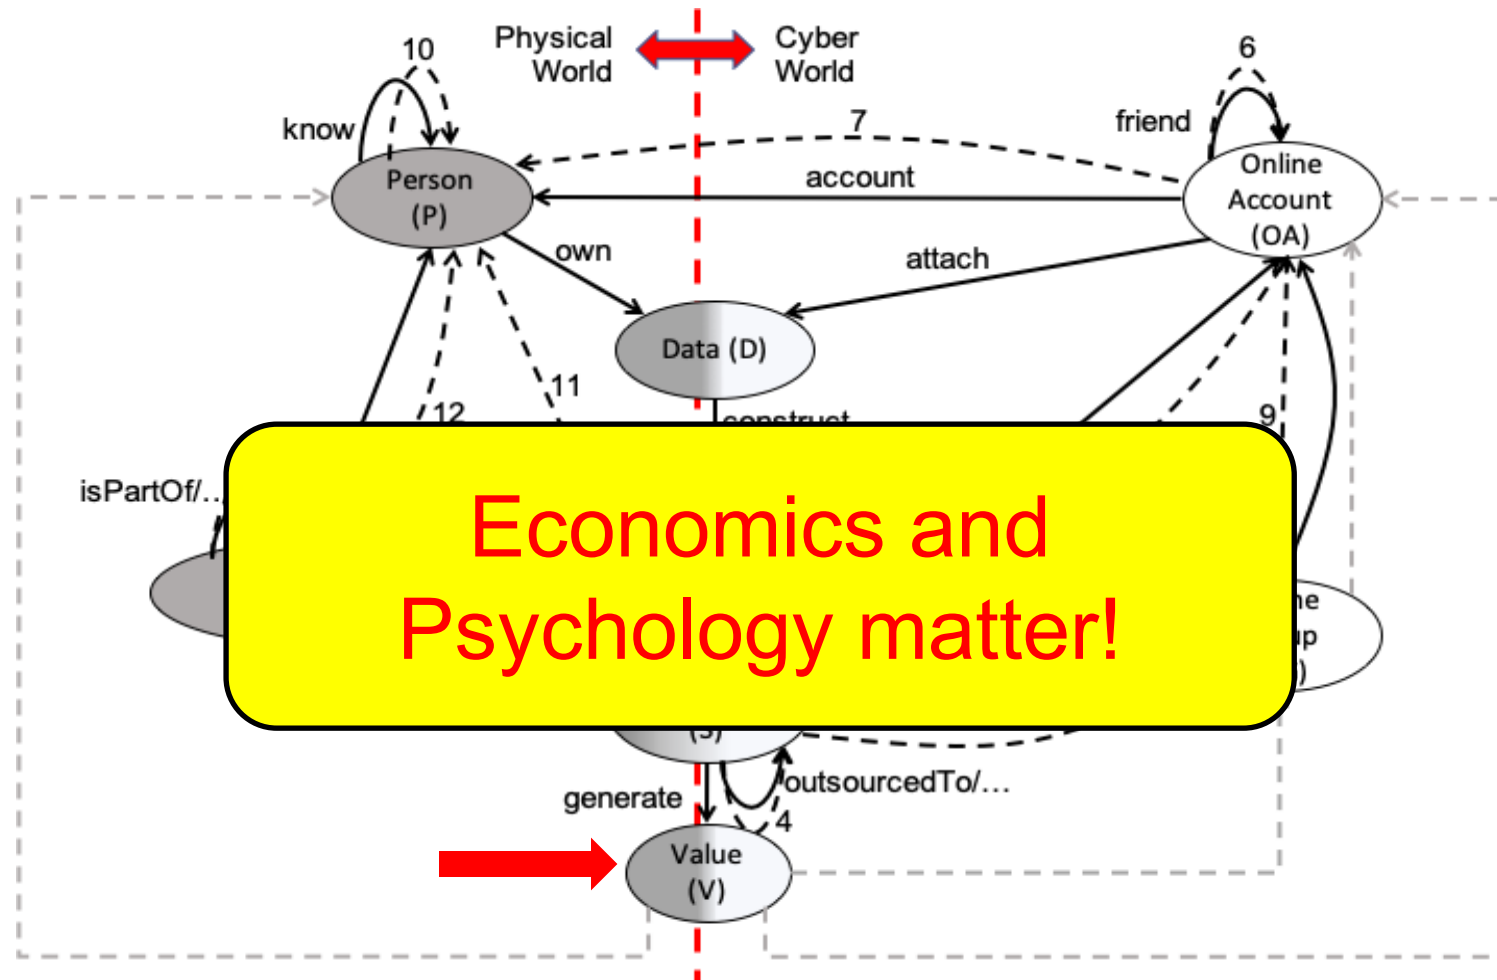 10
Physical
World
Cyber
World
6
know
7
friend
Person
(P)
account
Online
Account
(OA)
own
attach
Data (D)
11
12
construct
9
isPartOf/...
Economics and
Psychology matter!
(S)
generate
outsourcedTo/...
4
Value
(V)